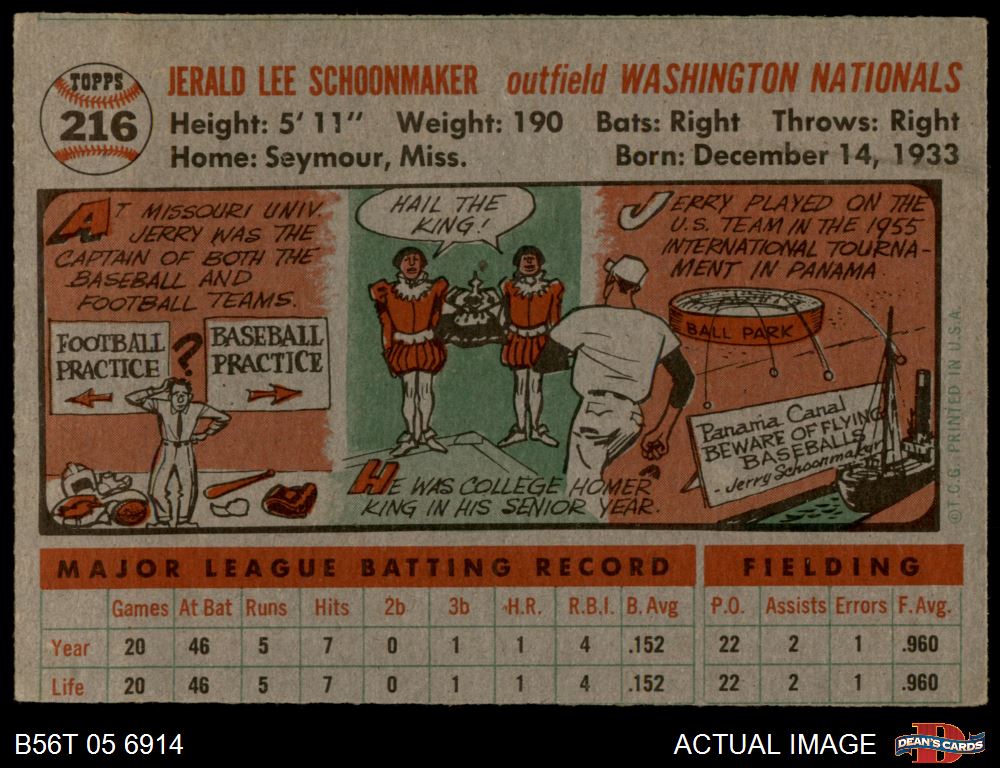 TOPPS
216
JERALD LEE SCHOONMAKER outfield WASHINGTON NATIONALS
Height: 5' 11" Weight: 190 Bats: Right Throws: Right
Home: Seymour, Miss. Born: December 14, 1933
AT MISSOURI UNIV.
JERRY WAS THE
CAPTAIN OF BOTH THE
BASEBALL AND
FOOTBALL TEAMS.
FOOTBALL
PRACTICE
?
BASEBALL
PRACTICE
HAIL THE
KING!
HE WAS COLLEGE HOMER
KING IN HIS SENIOR YEAR.
JERRY PLAYED ON THE
U.S. TEAM IN THE 1955
INTERNATIONAL TOURNA-
MENT IN PANAMA
BALL PARK
Panama Canal
BEWARE OF FLYING
BASEBALLS
- Jerry Schoonmaker
©T.C.G. PRINTED IN U.S.A.
MAJOR LEAGUE BATTING RECORD FIELDING
Games At Bat Runs Hits 2b 3b H.R. R.B.I. B. Avg P.O. Assists Errors F. Avg.
Year 20 46 5 7 0 1 1 4 .152 22 2 1 .960
Life 20 46 5 7 0 1 1 4 .152 22 2 1 .960
B56T 05 6914 ACTUAL IMAGE
D
DEAN'S CARDS